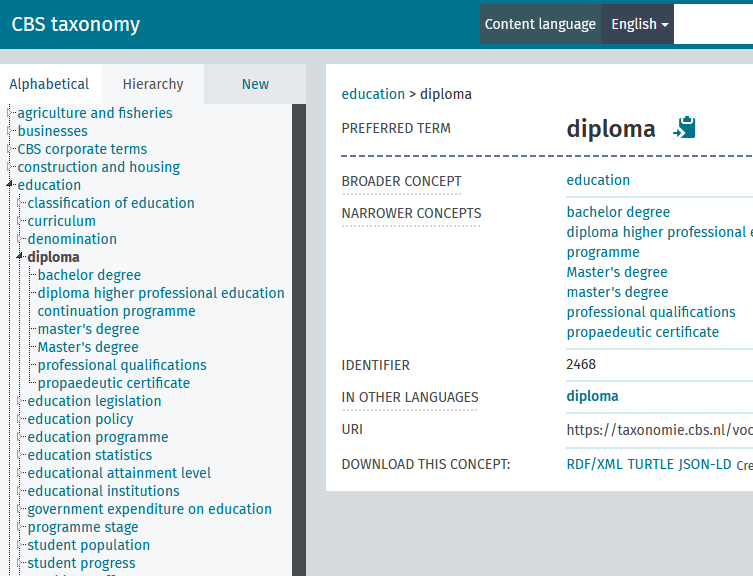 CBS taxonomy
Content language
English
Alphabetical
Hierarchy
New
agriculture and fisheries
businesses
CBS corporate terms
construction and housing
education
classification of education
curriculum
denomination
diploma
bachelor degree
diploma higher professional education
continuation programme
master's degree
Master's degree
professional qualifications
propaedeutic certificate
education legislation
education policy
education programme
education statistics
educational attainment level
educational institutions
government expenditure on education
programme stage
student population
student progress
education > diploma
PREFERRED TERM
diploma
BROADER CONCEPT
education
NARROWER CONCEPTS
bachelor degree
diploma higher professional
programme
Master's degree
master's degree
professional qualifications
propaedeutic certificate
IDENTIFIER
2468
IN OTHER LANGUAGES
diploma
URI
https://taxonomie.cbs.nl/voc
DOWNLOAD THIS CONCEPT:
RDF/XML TURTLE JSON-LD Cre